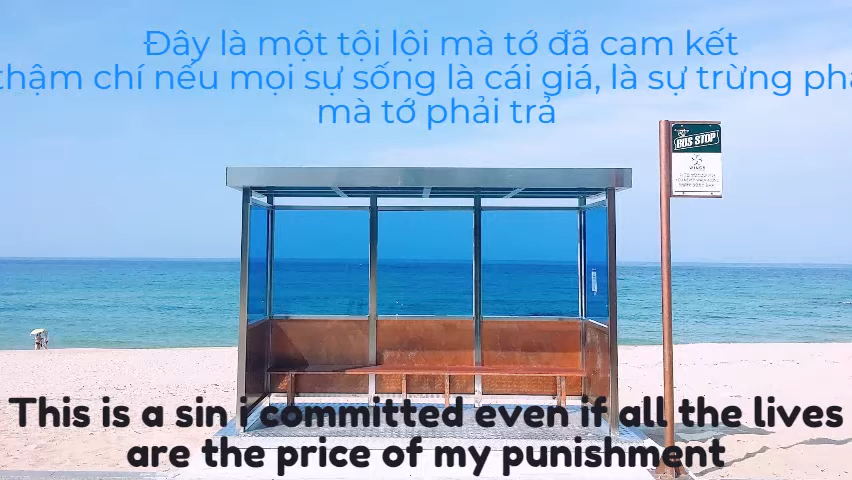 Đây là một tội lội mà tớ đã cam kết
thậm chí nếu mọi sự sống là cái giá, là sự trừng
mà tớ phải trả
BUS STOP
This is a sin i committed even if all the lives
are the price of my punishment